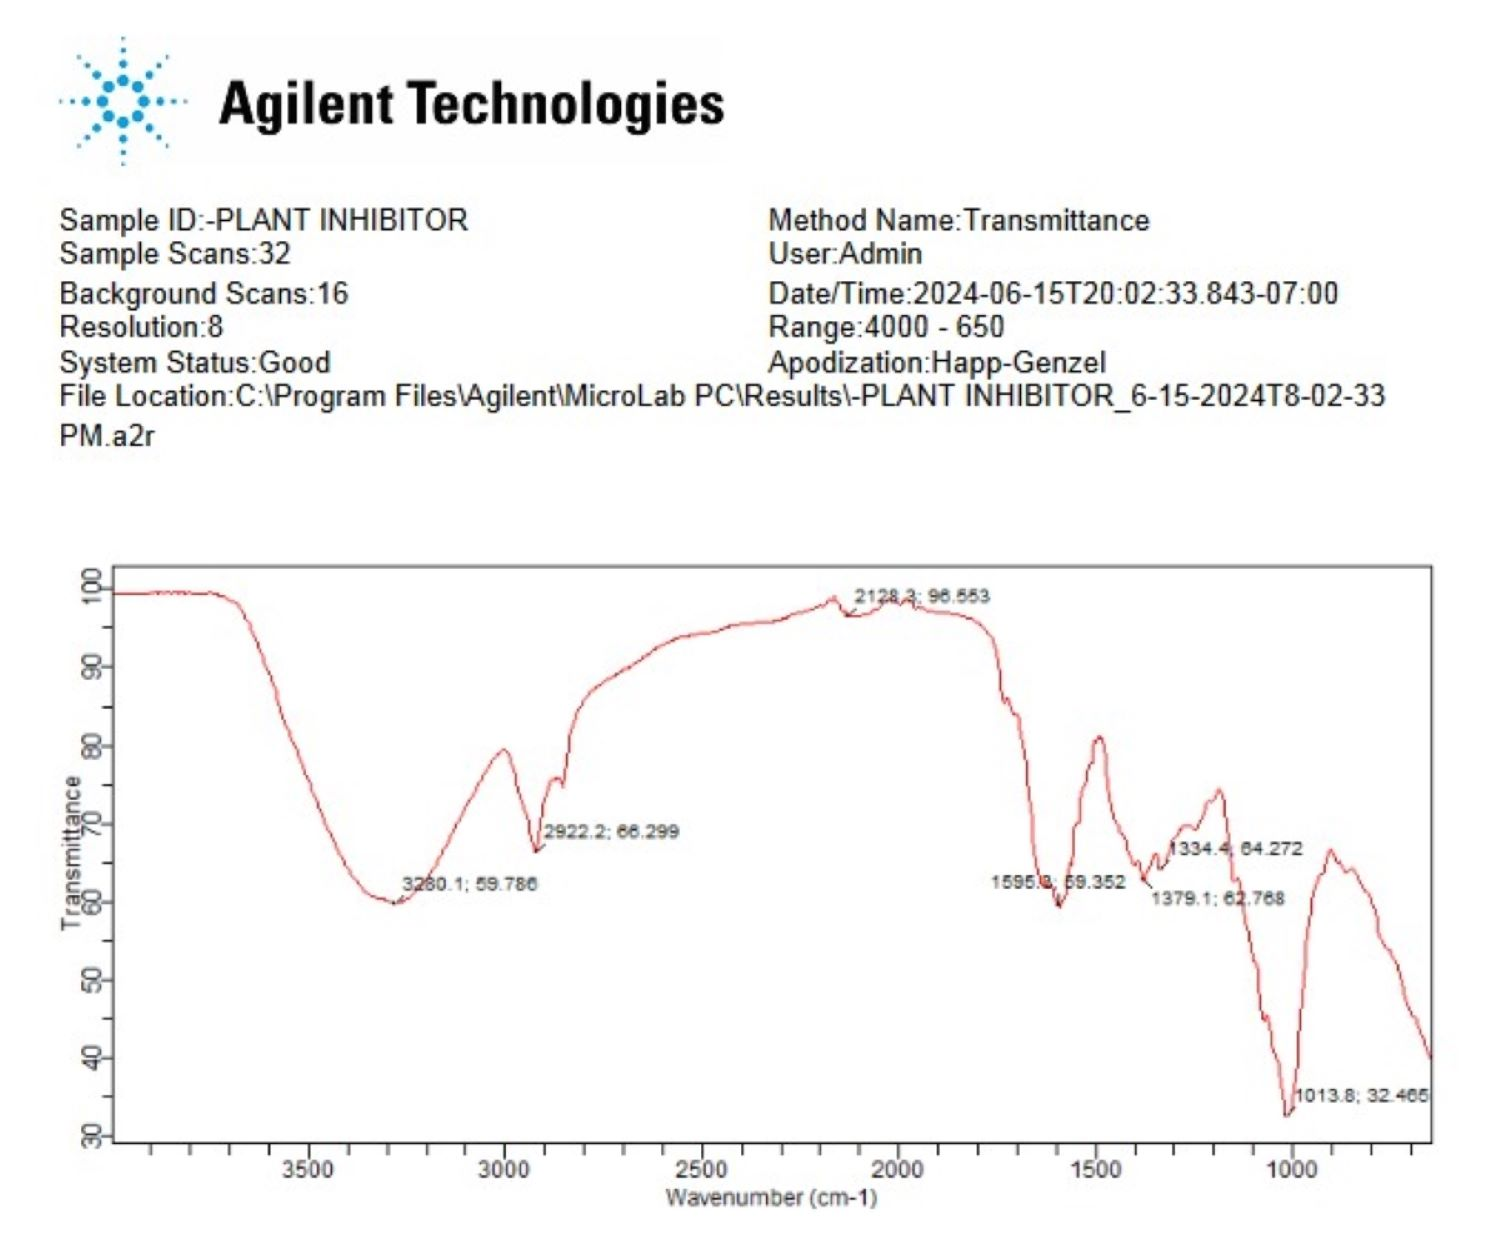 Agilent Technologies
Sample ID:-PLANT INHIBITOR
Method Name:Transmittance
Sample Scans:32
User:Admin
Background Scans:16
Date/Time:2024-06-15T20:02:33.843-07:00
Resolution:8
Range:4000 - 650
System Status:Good
Apodization:Happ-Genzel
File Location:C:\Program Files\Agilent\MicroLab PC\Results\-PLANT INHIBITOR_6-15-2024T8-02-33
PM.a2r
100
90
80
70
60
50
40
30
Transmittance
2128.3; 96.553
2922.2; 66.299
3280.1; 59.786
1595.3; 59.352
1334.4; 64.272
1379.1; 62.768
1013.8; 32.465
3500
3000
2500
2000
1500
1000
Wavenumber (cm-1)